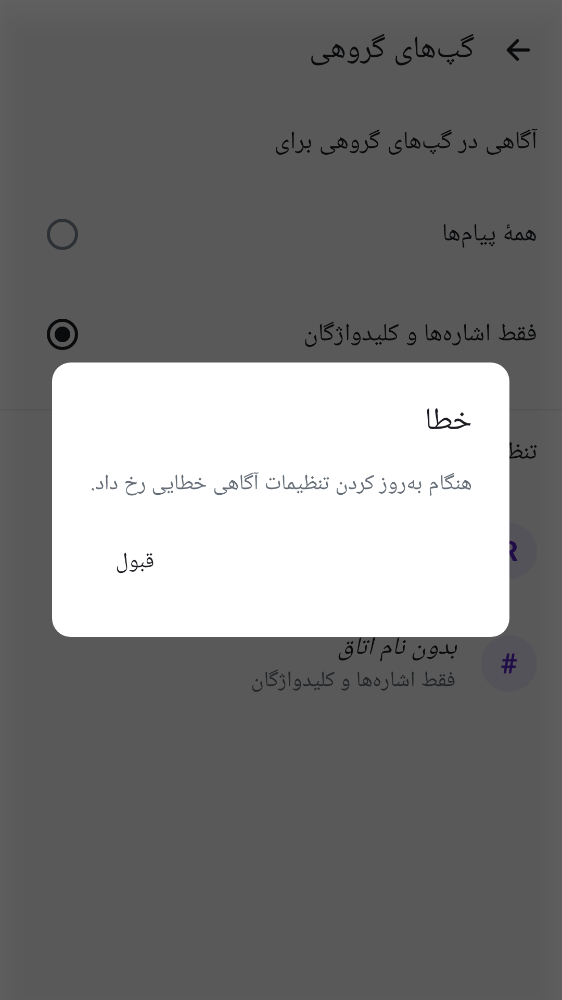 گپ‌های گروهی
آگاهی در گپ‌های گروهی برای
همهٔ پیام‌ها
فقط اشاره‌ها و کلیدواژگان
خطا
هنگام به‌روز کردن تنظیمات آگاهی خطایی رخ داد.
قبول
R
بدون نام اتاق
#
فقط اشاره‌ها و کلیدواژگان